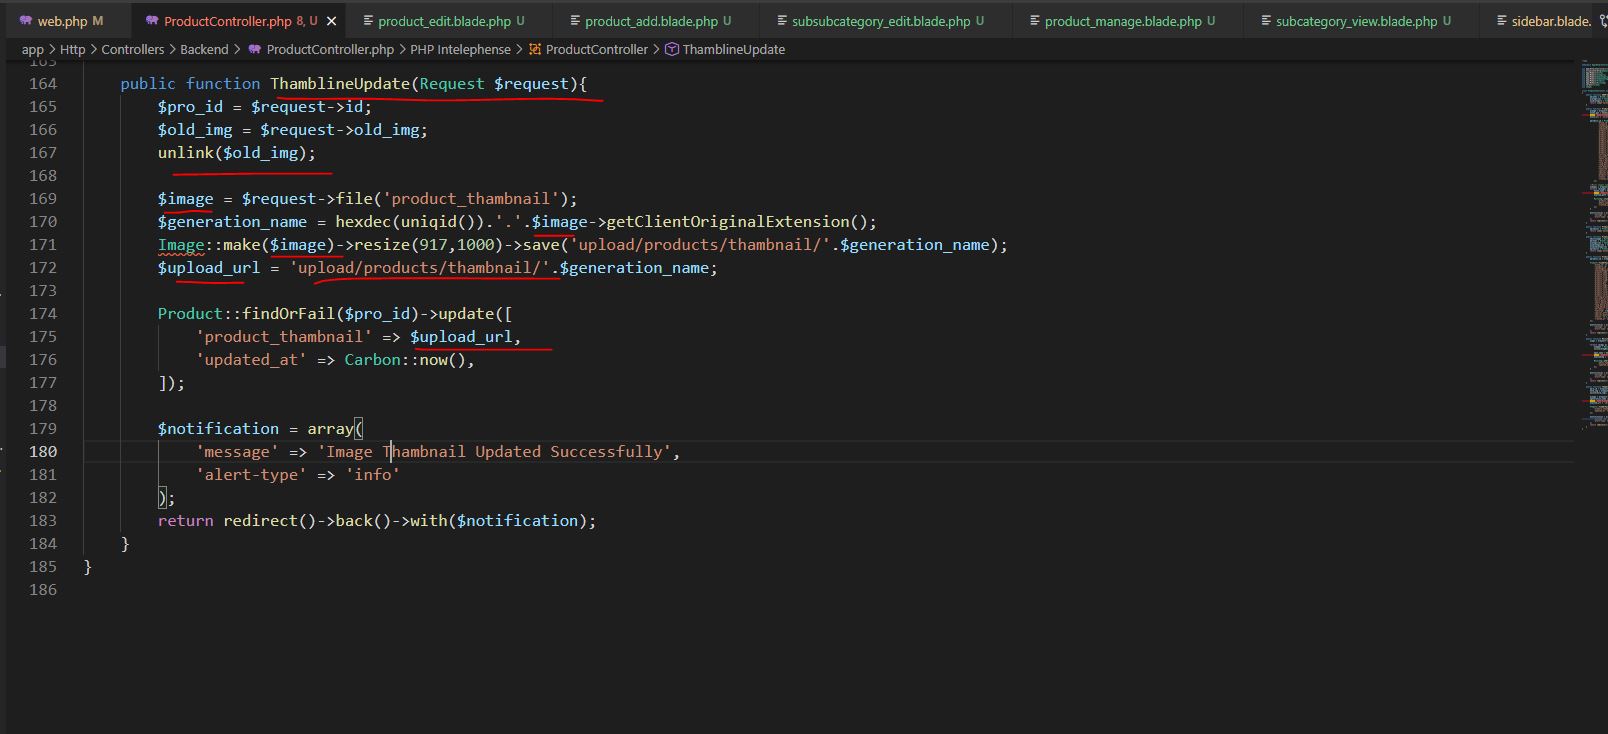 web.php M ProductController.php 8, U product_edit.blade.php U product_add.blade.php U subsubcategory_edit.blade.php U product_manage.blade.php U subcategory_view.blade.php U sidebar.blade.
app > Http > Controllers > Backend > ProductController.php > PHP Intelephense > ProductController > ThamblineUpdate
163
164 public function ThamblineUpdate(Request $request){
165 $pro_id = $request->id;
166 $old_img = $request->old_img;
167 unlink($old_img);
168
169 $image = $request->file('product_thambnail');
170 $generation_name = hexdec(uniqid()).'.'.$image->getClientOriginalExtension();
171 Image::make($image)->resize(917,1000)->save('upload/products/thambnail/'.$generation_name);
172 $upload_url = 'upload/products/thambnail/'.$generation_name;
173
174 Product::findOrFail($pro_id)->update([
175 'product_thambnail' => $upload_url,
176 'updated_at' => Carbon::now(),
177 ]);
178
179 $notification = array(
180 'message' => 'Image Thambnail Updated Successfully',
181 'alert-type' => 'info'
182 );
183 return redirect()->back()->with($notification);
184 }
185 }
186